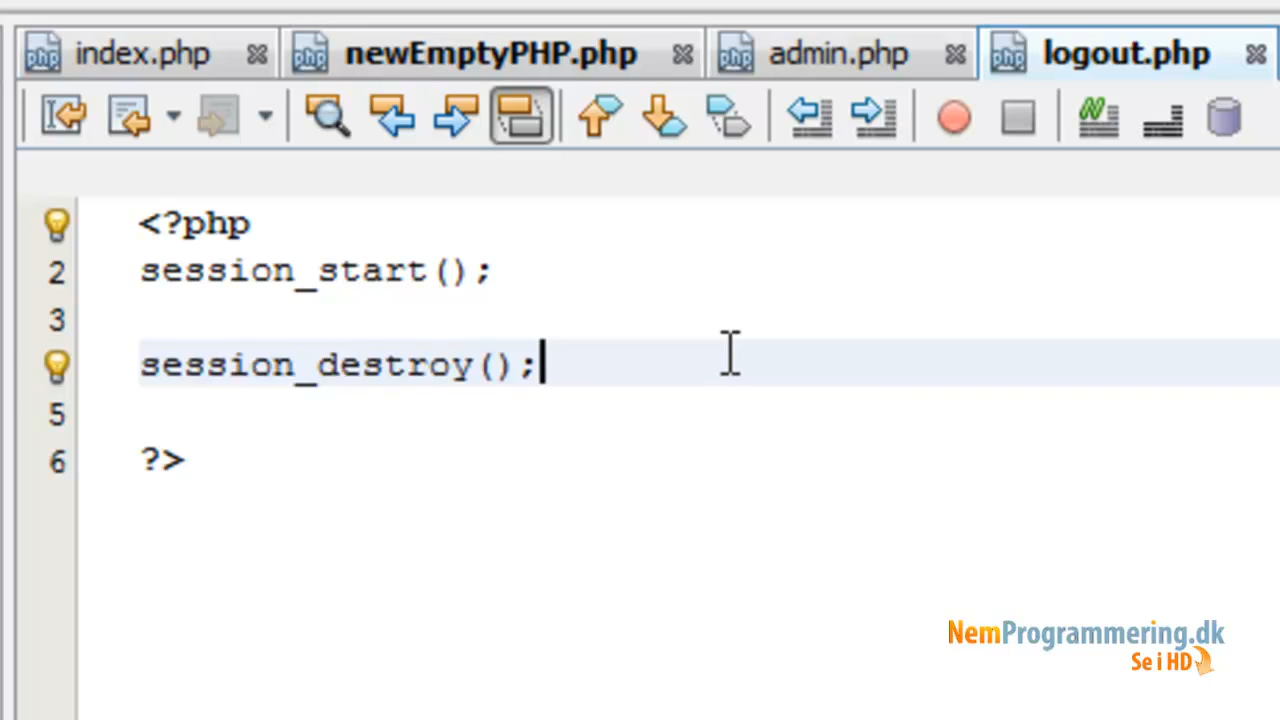 index.php newEmptyPHP.php admin.php logout.php
<?php
2 session_start();
3
session_destroy();
5
6 ?>
NemProgrammering.dk
Se i HD